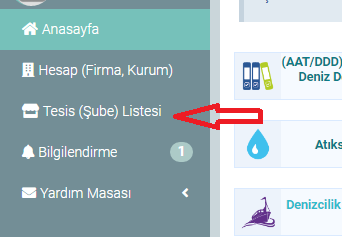 Anasayfa
Hesap (Firma, Kurum)
Tesis (Şube) Listesi
Bilgilendirme 1
Yardım Masası
(AAT/DDD)
Deniz D
Atıks
Denizcilik